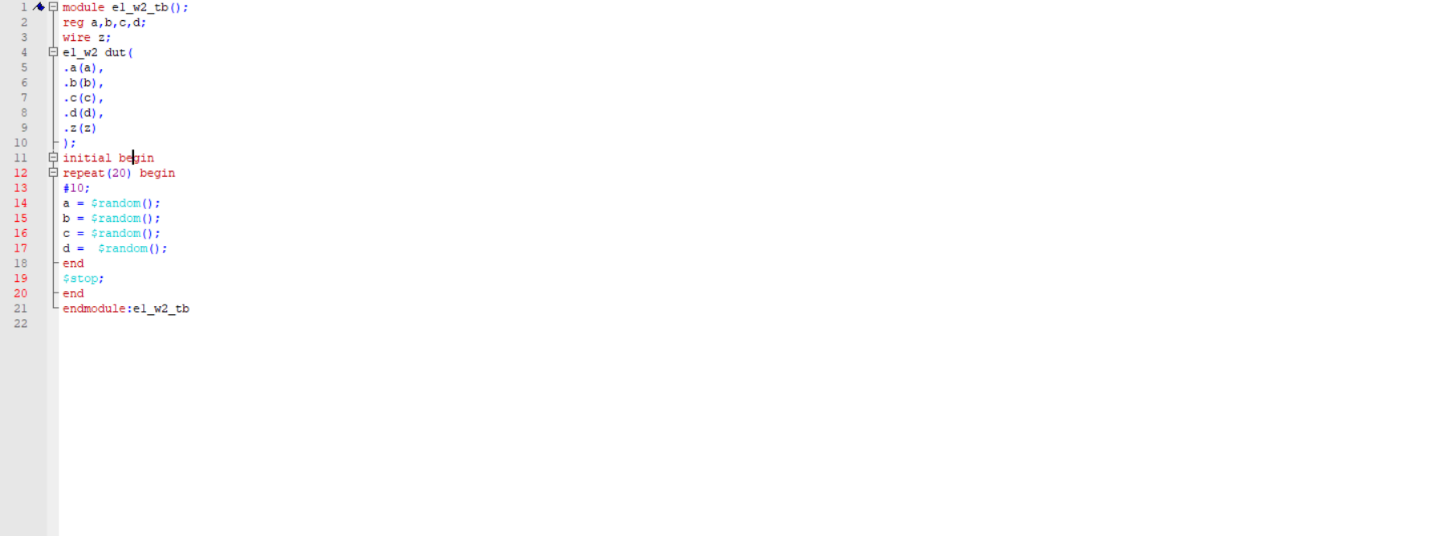 1 module e1_w2_tb();
2 reg a,b,c,d;
3 wire z;
4 e1_w2 dut(
5 .a(a),
6 .b(b),
7 .c(c),
8 .d(d),
9 .z(z)
10 );
11 initial begin
12 repeat(20) begin
13 #10;
14 a = $random();
15 b = $random();
16 c = $random();
17 d =  $random();
18 end
19 $stop;
20 end
21 endmodule:e1_w2_tb
22